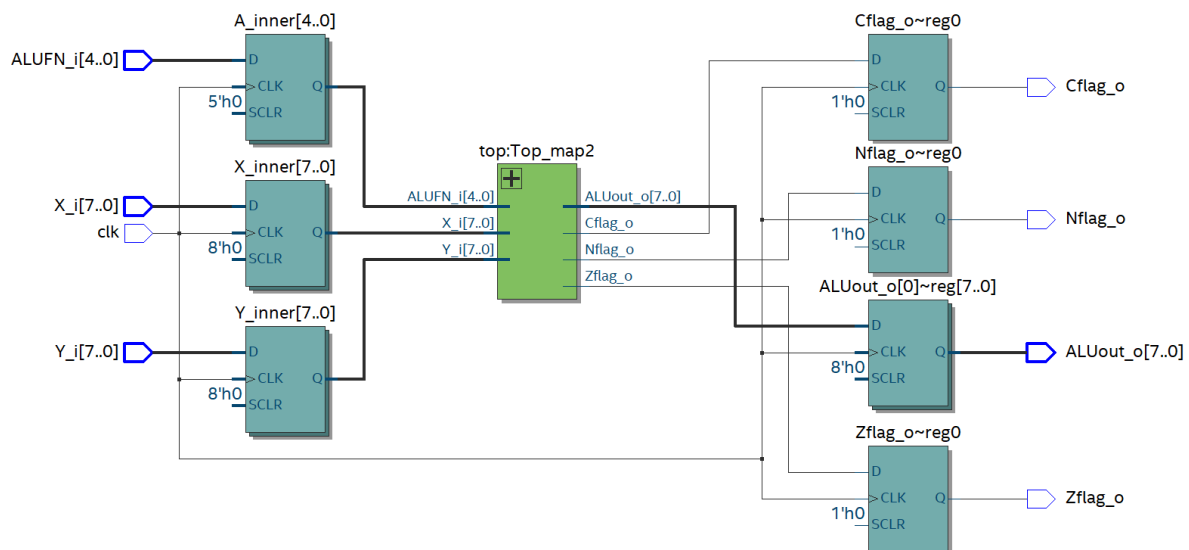 A_inner[4..0]
ALUFN_i[4..0]
D
CLK
Q
5'h0
SCLR
X_inner[7..0]
X_i[7..0]
D
clk
CLK
Q
8'h0
SCLR
Y_inner[7..0]
Y_i[7..0]
D
CLK
Q
8'h0
SCLR
top:Top_map2
ALUFN_i[4..0]
X_i[7..0]
Y_i[7..0]
ALUout_o[7..0]
Cflag_o
Nflag_o
Zflag_o
Cflag_o~reg0
D
CLK
Q
1'h0
SCLR
Cflag_o
Nflag_o~reg0
D
CLK
Q
1'h0
SCLR
Nflag_o
ALUout_o[0]~reg[7..0]
D
CLK
Q
8'h0
SCLR
ALUout_o[7..0]
Zflag_o~reg0
D
CLK
Q
1'h0
SCLR
Zflag_o